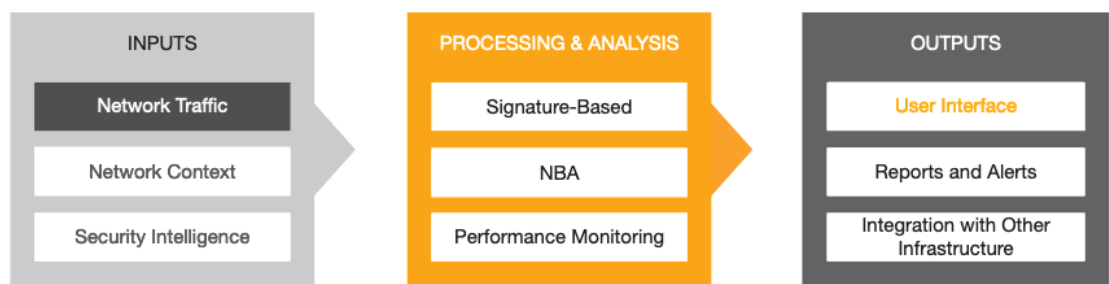 INPUTS
Network Traffic
Network Context
Security Intelligence
PROCESSING & ANALYSIS
Signature-Based
NBA
Performance Monitoring
OUTPUTS
User Interface
Reports and Alerts
Integration with Other
Infrastructure